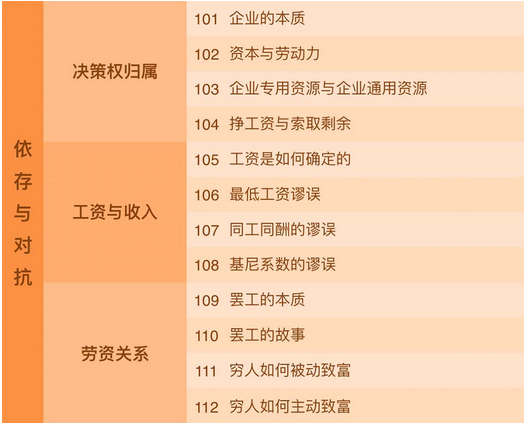 依存与对抗
决策权归属
101 企业的本质
102 资本与劳动力
103 企业专用资源与企业通用资源
104 挣工资与索取剩余
工资与收入
105 工资是如何确定的
106 最低工资谬误
107 同工同酬的谬误
108 基尼系数的谬误
劳资关系
109 罢工的本质
110 罢工的故事
111 穷人如何被动致富
112 穷人如何主动致富